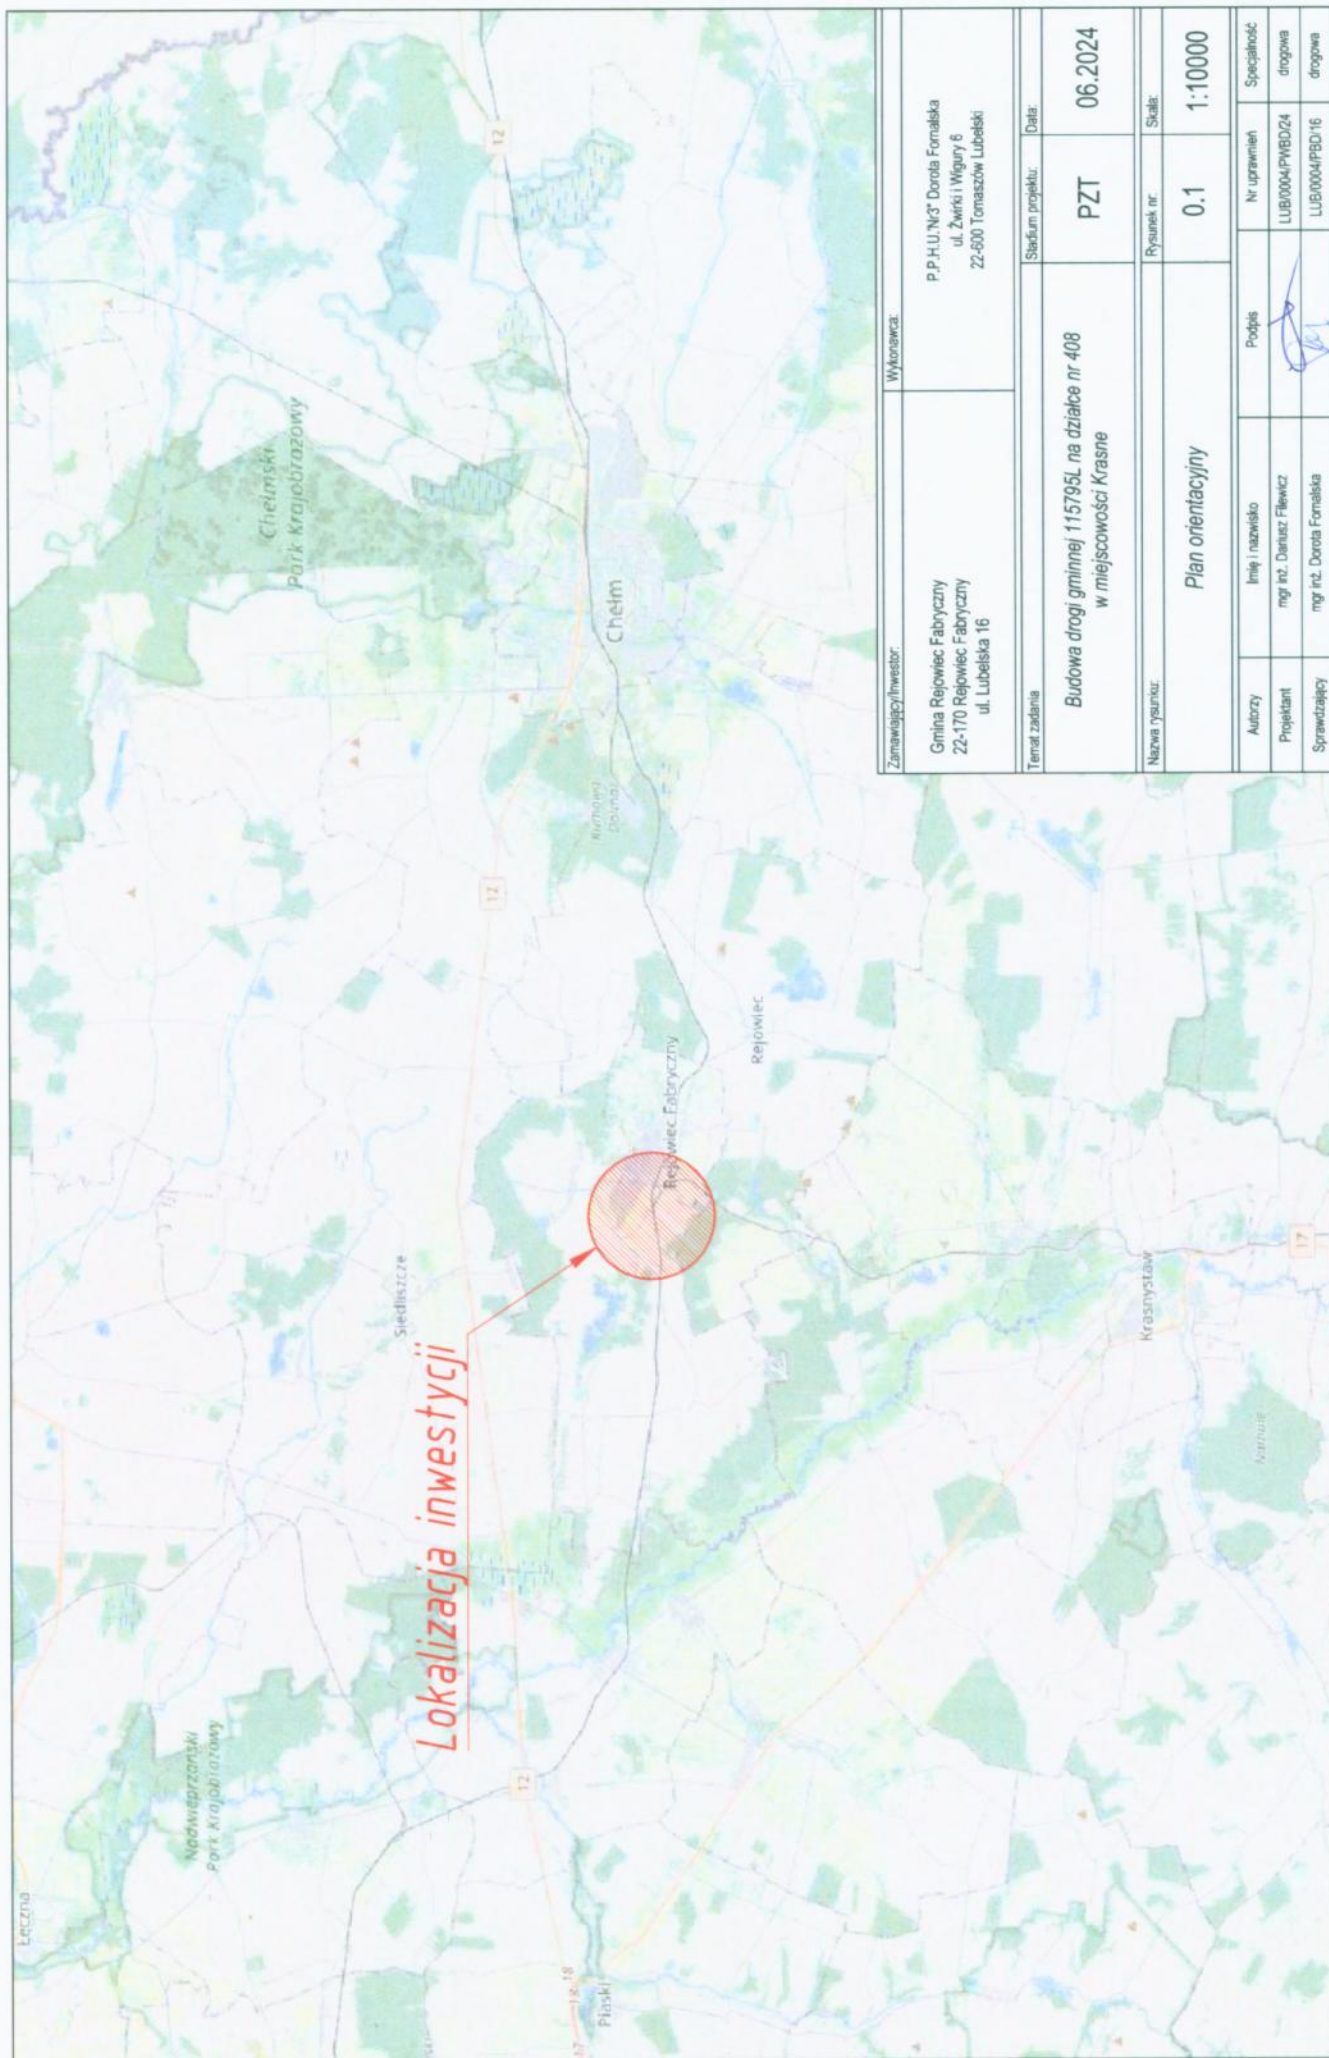 Łęczna
Nadwieprzański
Park Krajobrazowy
Chełmski
Park Krajobrazowy
Siedliszcze
Lokalizacja inwestycji
12
12
12
Chełm
Kumowa
Dolina
Rejowiec Fabryczny
Rejowiec
Piaski
Krasnystaw
17
Zamawiający/Inwestor:
Wykonawca:
Gmina Rejowiec Fabryczny
22-170 Rejowiec Fabryczny
ul. Lubelska 16
P.P.H.U."Nr3" Dorota Fornalska
ul. Żwirki i Wigury 6
22-600 Tomaszów Lubelski
Temat zadania
Stadium projektu:
Data:
Budowa drogi gminnej 115795L na działce nr 408
w miejscowości Krasne
PZT
06.2024
Nazwa rysunku:
Rysunek nr:
Skala:
Plan orientacyjny
0.1
1:10000
Autorzy
Imię i nazwisko
Podpis
Nr uprawnień
Specjalność
Projektant
mgr inż. Dariusz Filewicz
LUB/0004/PWBD/24
drogowa
Sprawdzający
mgr inż. Dorota Fornalska
LUB/0004/PBD/16
drogowa